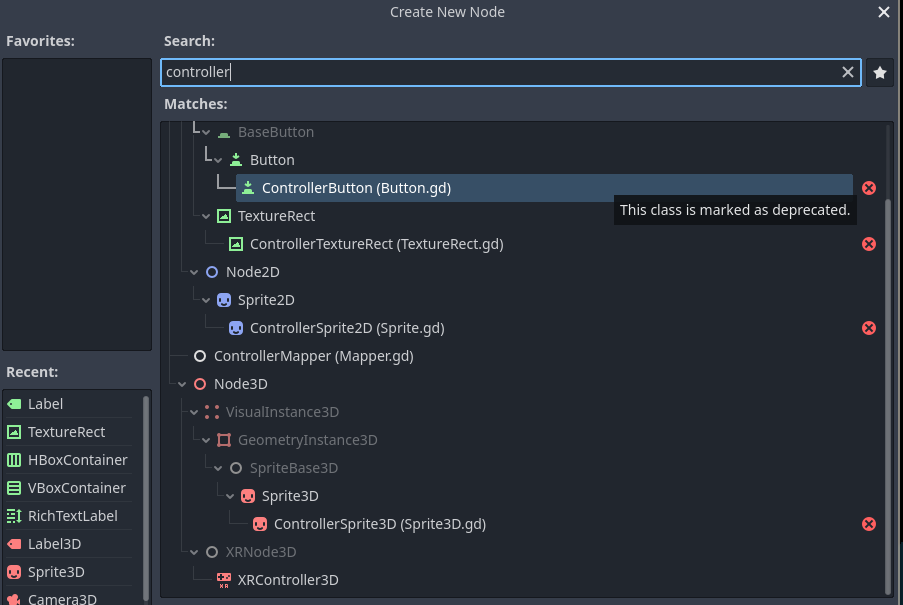 Create New Node
Favorites:
Search:
controller
Matches:
BaseButton
Button
ControllerButton (Button.gd)
This class is marked as deprecated.
TextureRect
ControllerTextureRect (TextureRect.gd)
Node2D
Sprite2D
ControllerSprite2D (Sprite.gd)
ControllerMapper (Mapper.gd)
Node3D
VisualInstance3D
GeometryInstance3D
SpriteBase3D
Sprite3D
ControllerSprite3D (Sprite3D.gd)
XRNode3D
XR
XRController3D
Recent:
Label
TextureRect
HBoxContainer
VBoxContainer
RichTextLabel
Label3D
Sprite3D
Camera3D